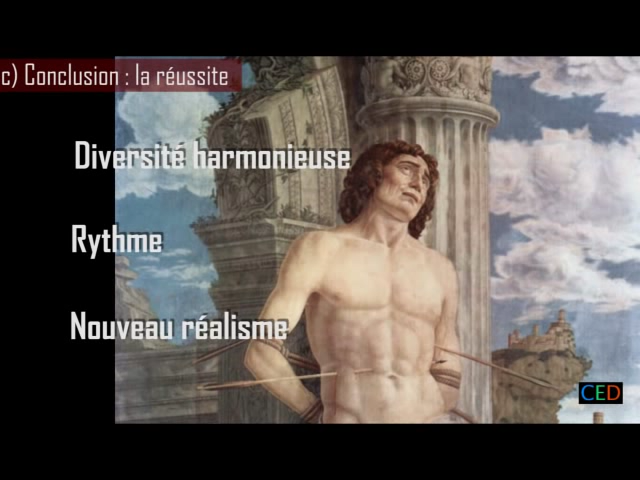 c) Conclusion : la réussite
Diversité harmonieuse
Rythme
Nouveau réalisme
CED